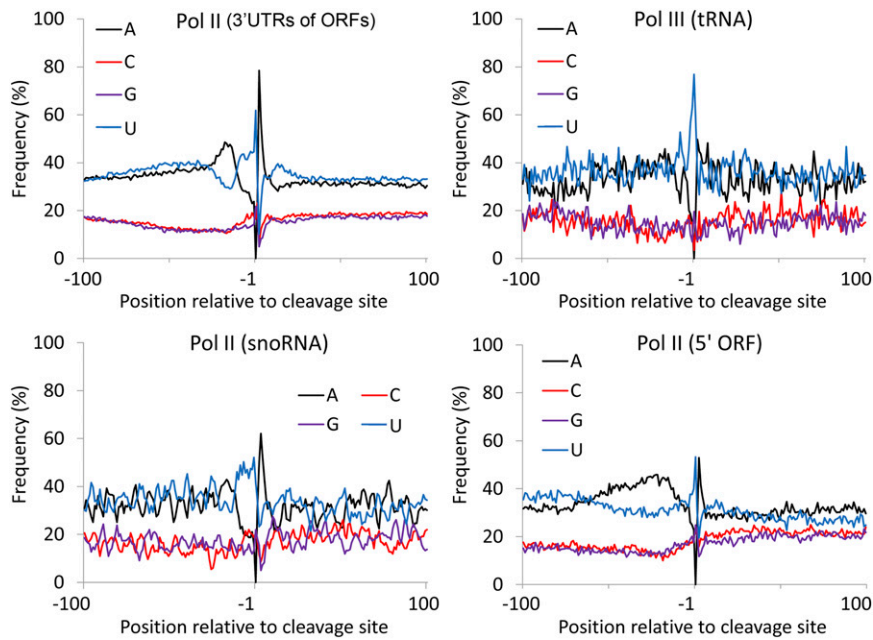 Pol II (3'UTRs of ORFs)
100
80
60
40
20
0
Frequency (%)
A
C
G
U
-100
-1
100
Position relative to cleavage site
Pol III (tRNA)
100
80
60
40
20
0
Frequency (%)
A
C
G
U
-100
-1
100
Position relative to cleavage site
Pol II (snoRNA)
100
80
60
40
20
0
Frequency (%)
A C
G U
-100
-1
100
Position relative to cleavage site
Pol II (5' ORF)
100
80
60
40
20
0
Frequency (%)
A
C
G
U
-100
-1
100
Position relative to cleavage site